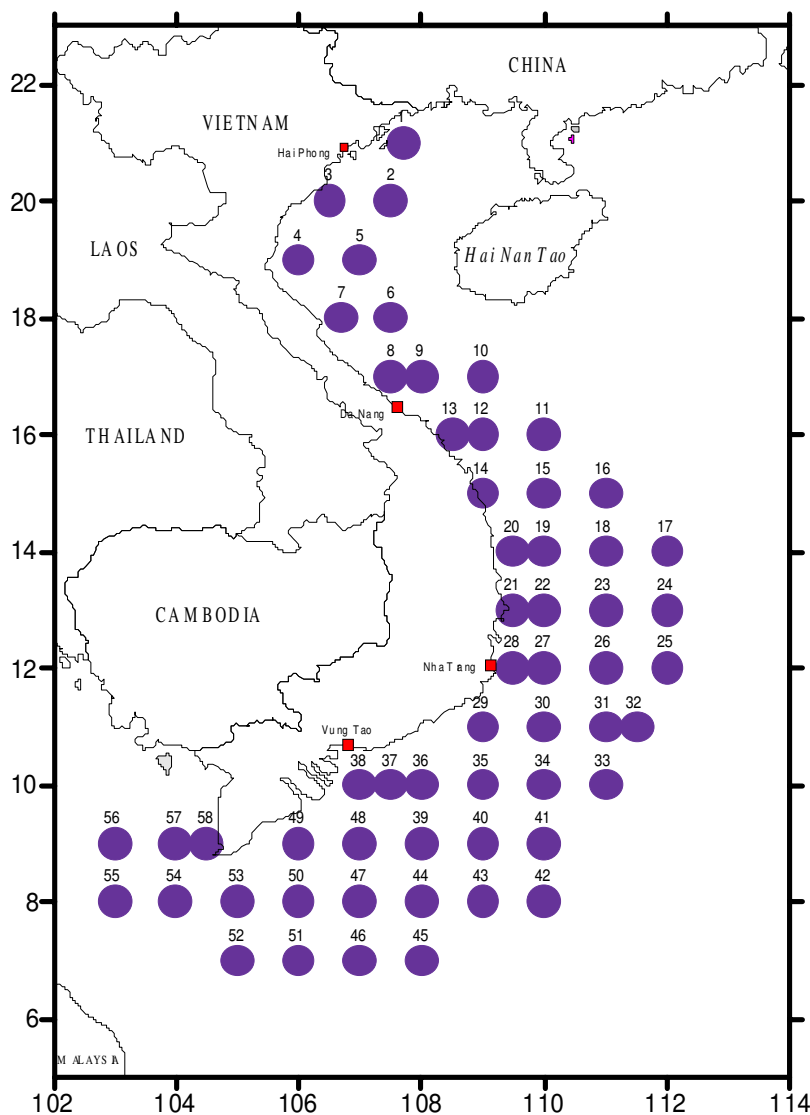 22
CHINA
VIETNAM
Hai Phong
3 2
20
4 5
LAOS
Hai Nan Tao
18
7 6
8 9 10
Da Nang
13 12 11
16
THAILAND
14 15 16
20 19 18 17
14
21 22 23 24
CAMBODIA
28 27 26 25
12
Nha Trang
29 30 31 32
Vung Tao
38 37 36 35 34 33
10
56 57 58 49 48 39 40 41
55 54 53 50 47 44 43 42
8
52 51 46 45
6
MALAYSIA
102 104 106 108 110 112 114